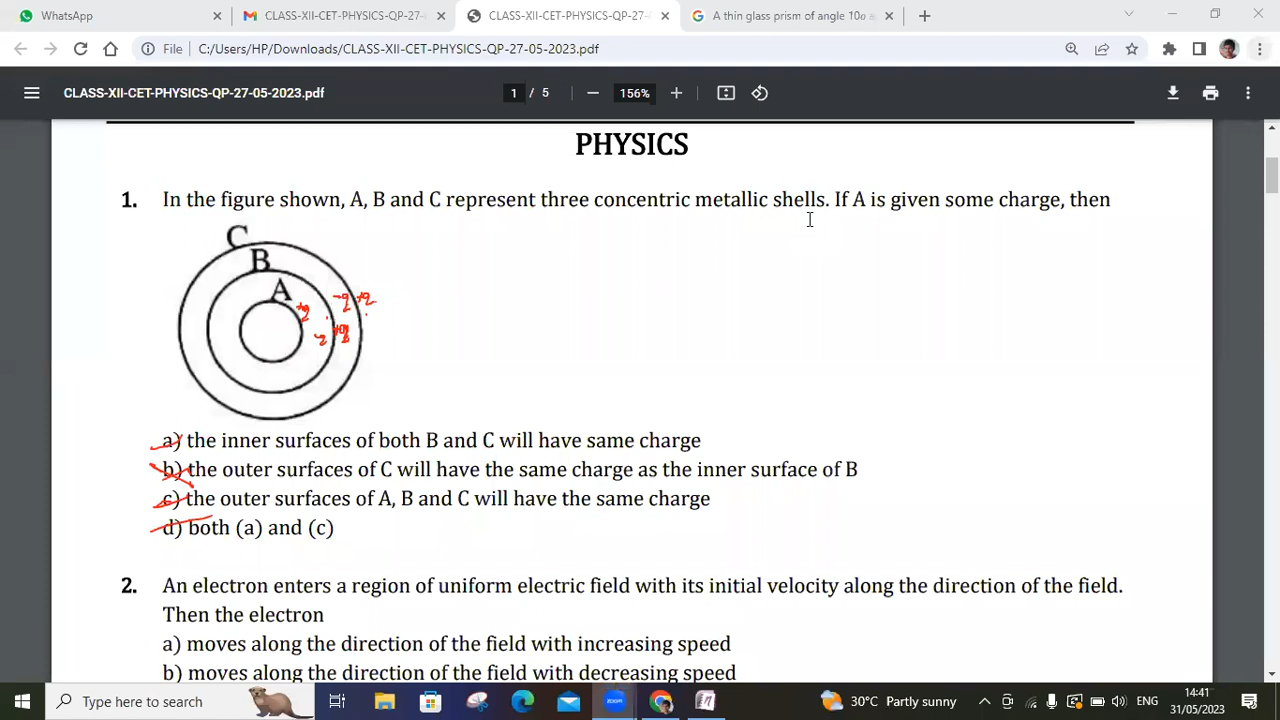 WhatsApp
CLASS-XII-CET-PHYSICS-QP-27-05
CLASS-XII-CET-PHYSICS-QP-27-0
A thin glass prism of angle 10o a
File
C:/Users/HP/Downloads/CLASS-XII-CET-PHYSICS-QP-27-05-2023.pdf
CLASS-XII-CET-PHYSICS-QP-27-05-2023.pdf
1 / 5
156%
PHYSICS
1. In the figure shown, A, B and C represent three concentric metallic shells. If A is given some charge, then
C
B
A
-q +q
+q
-q +q
a) the inner surfaces of both B and C will have same charge
b) the outer surfaces of C will have the same charge as the inner surface of B
c) the outer surfaces of A, B and C will have the same charge
d) both (a) and (c)
2. An electron enters a region of uniform electric field with its initial velocity along the direction of the field.
Then the electron
a) moves along the direction of the field with increasing speed
b) moves along the direction of the field with decreasing speed
Type here to search
zoom
30°C Partly sunny
ENG
14:41
31/05/2023